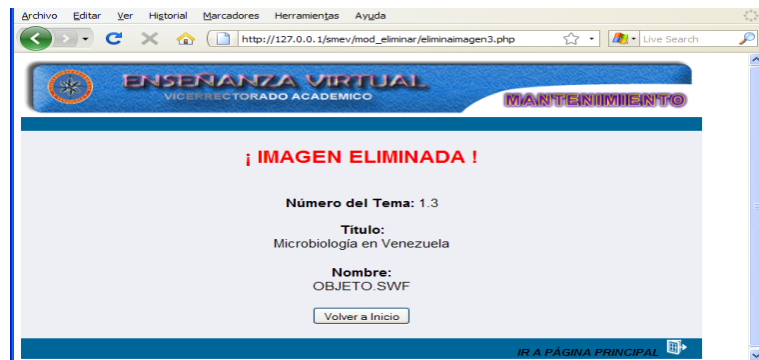 Archivo Editar Ver Historial Marcadores Herramientas Ayuda
http://127.0.0.1/smev/mod_eliminar/eliminaimagen3.php Live Search
ENSEÑANZA VIRTUAL
VICERRECTORADO ACADEMICO
MANTENIMIENTO
¡ IMAGEN ELIMINADA !
Número del Tema: 1.3
Titulo:
Microbiología en Venezuela
Nombre:
OBJETO.SWF
Volver a Inicio
IR A PÁGINA PRINCIPAL